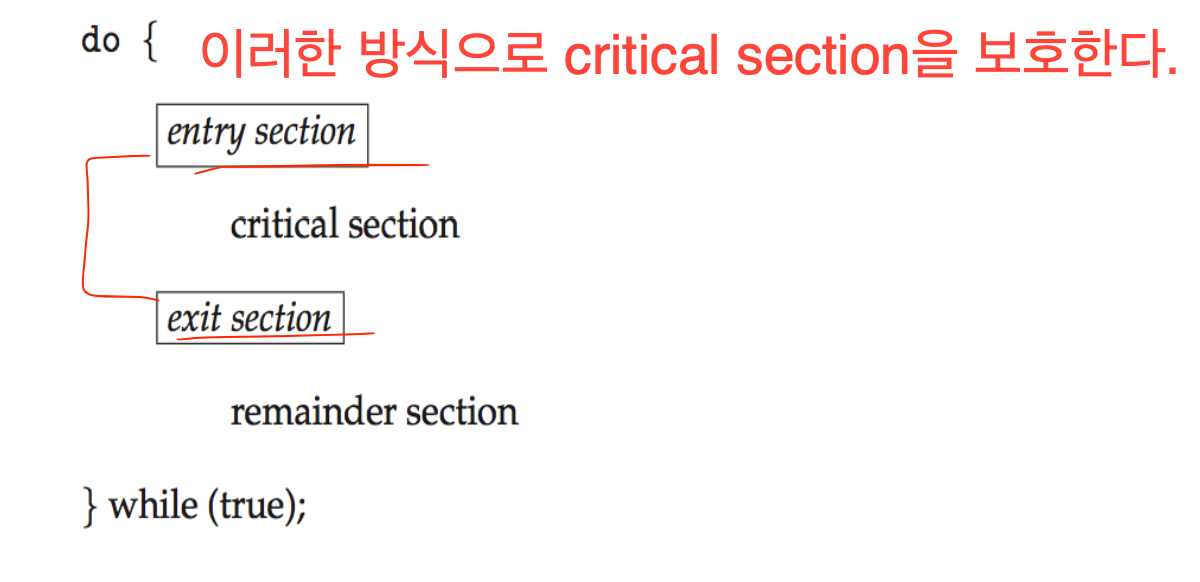 do { 이러한 방식으로 critical section을 보호한다.
entry section
critical section
exit section
remainder section
} while (true);